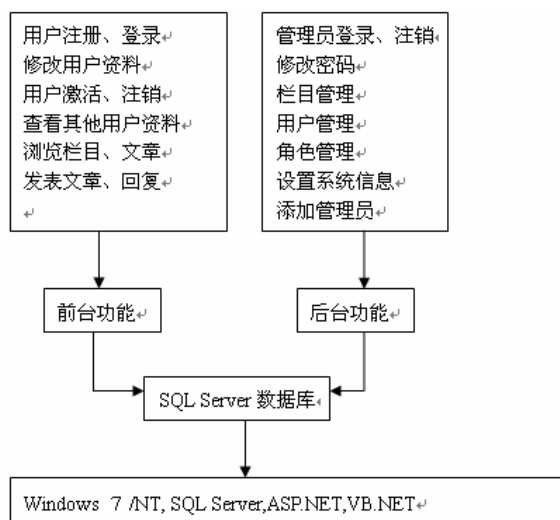 用户注册、登录
修改用户资料
用户激活、注销
查看其他用户资料
浏览栏目、文章
发表文章、回复
管理员登录、注销
修改密码
栏目管理
用户管理
角色管理
设置系统信息
添加管理员
前台功能
后台功能
SQL Server 数据库
Windows 7 /NT, SQL Server,ASP.NET,VB.NET